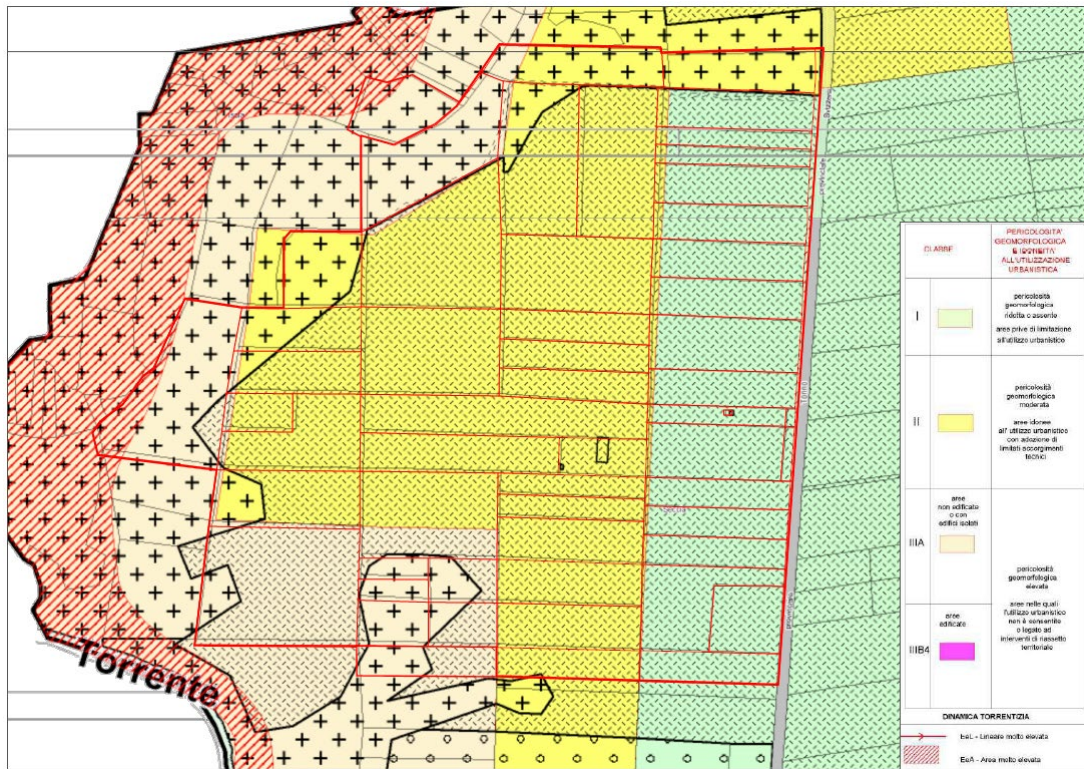 Torrente
CLASSE
PERICOLOSITA'
GEOMORFOLOGICA
E IDONEITA'
ALL'UTILIZZAZIONE
URBANISTICA
I
pericolosità
geomorfologica
ridotta o assente
aree prive di limitazione
all'utilizzo urbanistico
II
pericolosità
geomorfologica
moderata
aree idonee
all' utilizzo urbanistico
con adozione di
limitati accorgimenti
tecnici
aree
non edificate
o con
edifici isolati
IIIA
pericolosità
geomorfologica
elevata
aree nelle quali
l'utilizzo urbanistico
non è consentito
o legato ad
interventi di riassetto
territoriale
aree
edificate
IIIB4
DINAMICA TORRENTIZIA
EeL - Lineare molto elevata
EeA - Area molto elevata